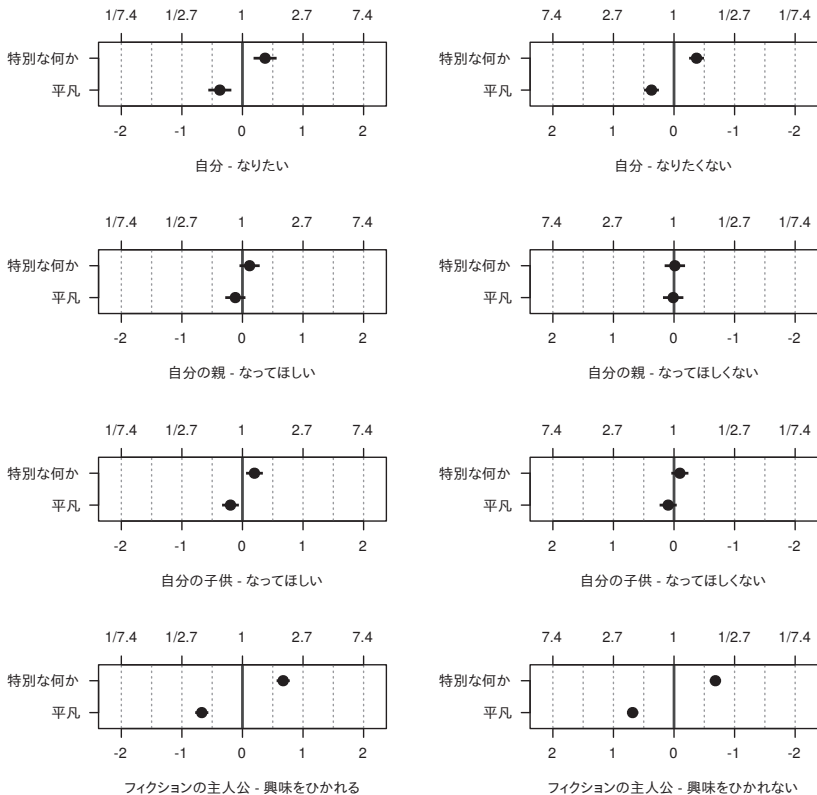 1/7.4 1/2.7 1 2.7 7.4
特別な何か
平凡
-2 -1 0 1 2
自分 - なりたい
7.4 2.7 1 1/2.7 1/7.4
特別な何か
平凡
2 1 0 -1 -2
自分 - なりたくない
1/7.4 1/2.7 1 2.7 7.4
特別な何か
平凡
-2 -1 0 1 2
自分の親 - なってほしい
7.4 2.7 1 1/2.7 1/7.4
特別な何か
平凡
2 1 0 -1 -2
自分の親 - なってほしくない
1/7.4 1/2.7 1 2.7 7.4
特別な何か
平凡
-2 -1 0 1 2
自分の子供 - なってほしい
7.4 2.7 1 1/2.7 1/7.4
特別な何か
平凡
2 1 0 -1 -2
自分の子供 - なってほしくない
1/7.4 1/2.7 1 2.7 7.4
特別な何か
平凡
-2 -1 0 1 2
フィクションの主人公 - 興味をひかれる
7.4 2.7 1 1/2.7 1/7.4
特別な何か
平凡
2 1 0 -1 -2
フィクションの主人公 - 興味をひかれない